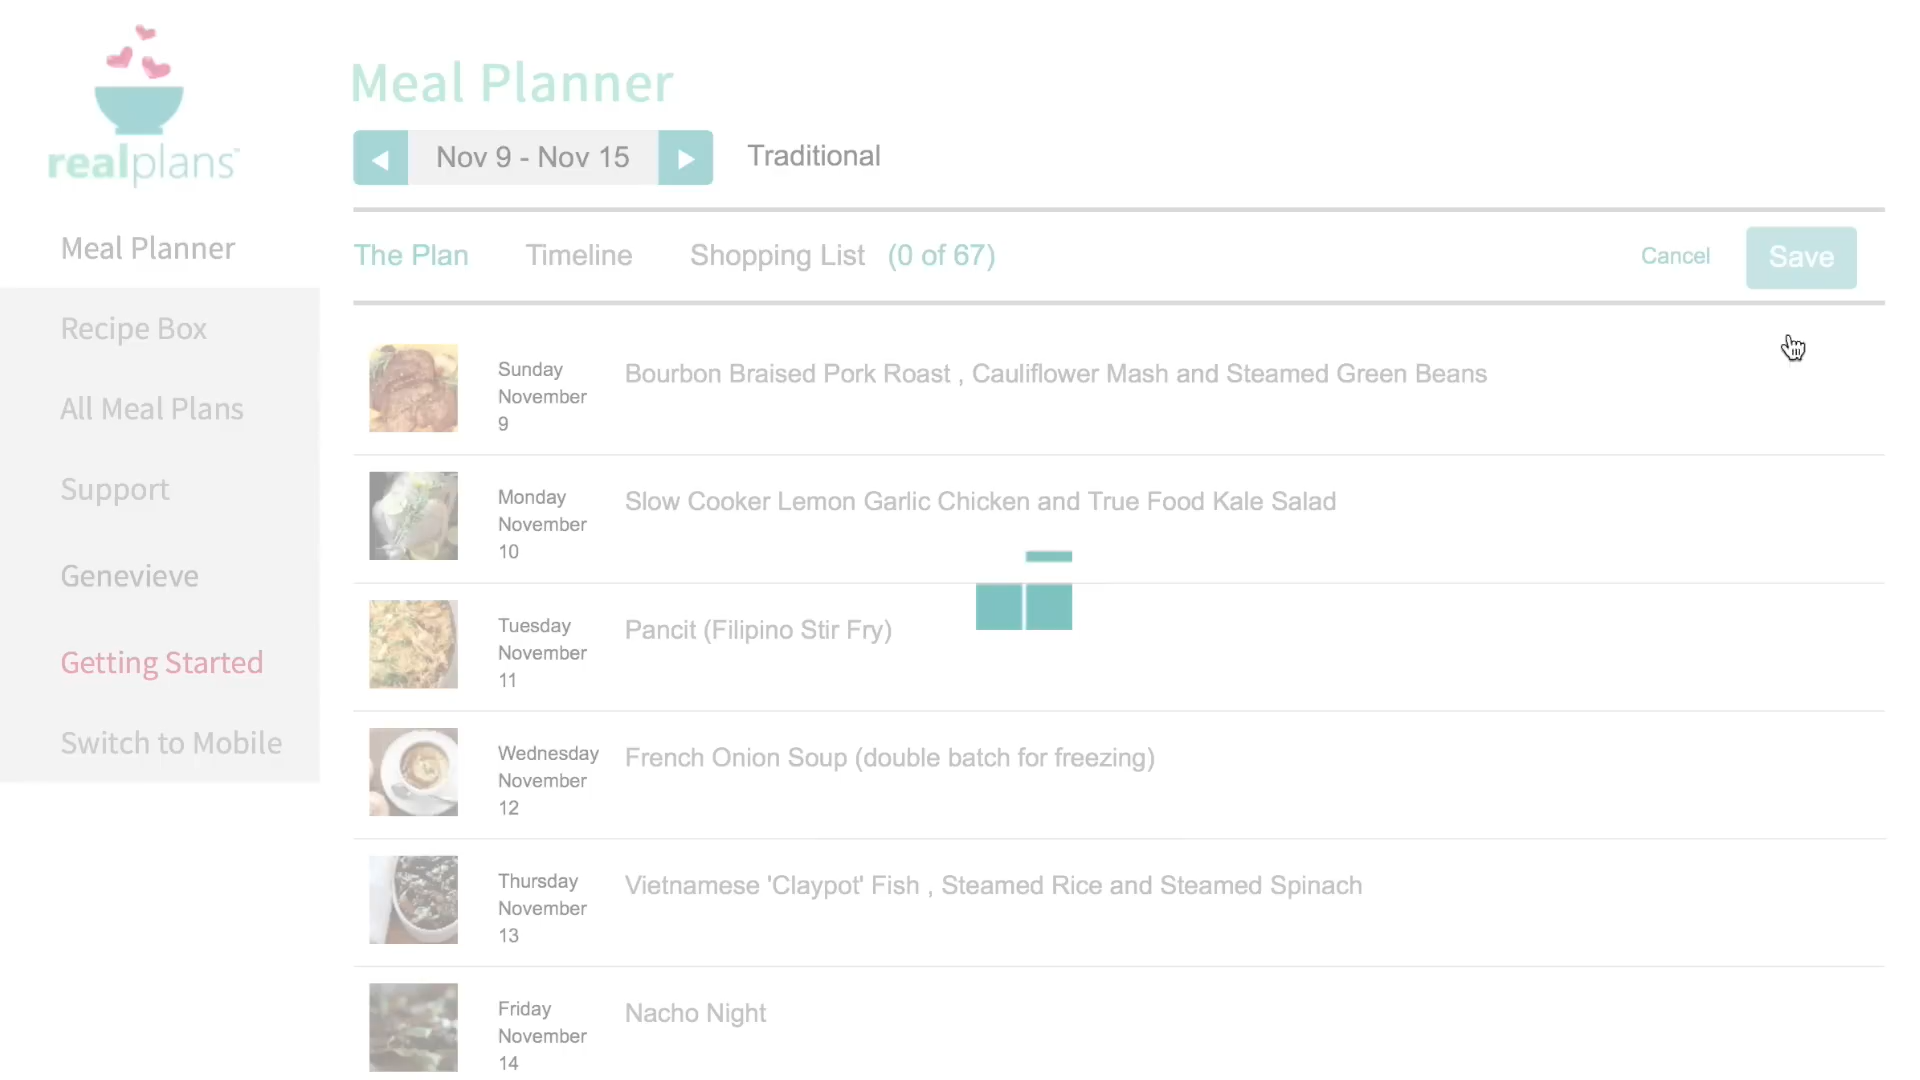 realplans™
Meal Planner
Recipe Box
All Meal Plans
Support
Genevieve
Getting Started
Switch to Mobile
Meal Planner
Nov 9 - Nov 15
Traditional
The Plan
Timeline
Shopping List (0 of 67)
Cancel
Save
Sunday
November
9
Bourbon Braised Pork Roast , Cauliflower Mash and Steamed Green Beans
Monday
November
10
Slow Cooker Lemon Garlic Chicken and True Food Kale Salad
Tuesday
November
11
Pancit (Filipino Stir Fry)
Wednesday
November
12
French Onion Soup (double batch for freezing)
Thursday
November
13
Vietnamese 'Claypot' Fish , Steamed Rice and Steamed Spinach
Friday
November
14
Nacho Night